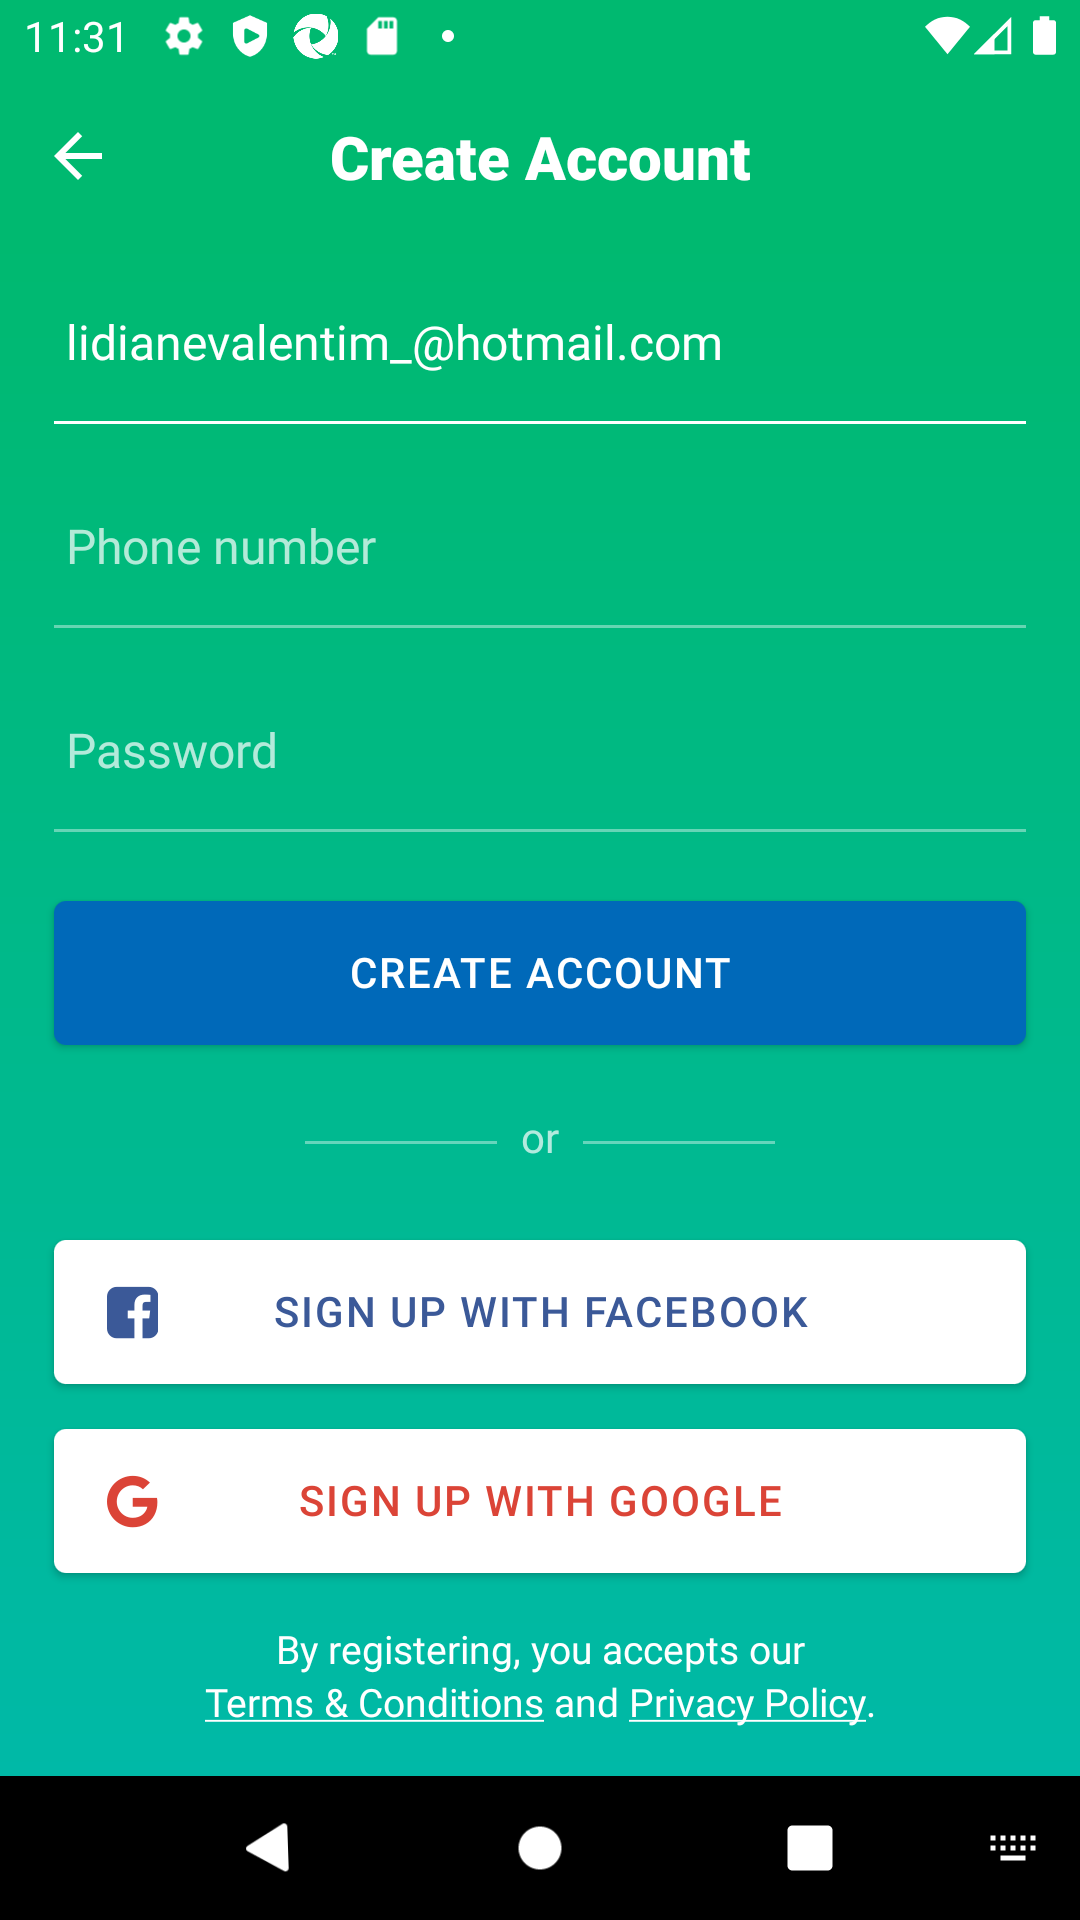 11:31
Create Account
lidianevalentim_@hotmail.com
Phone number
Password
CREATE ACCOUNT
or
SIGN UP WITH FACEBOOK
SIGN UP WITH GOOGLE
By registering, you accepts our
Terms & Conditions and Privacy Policy.